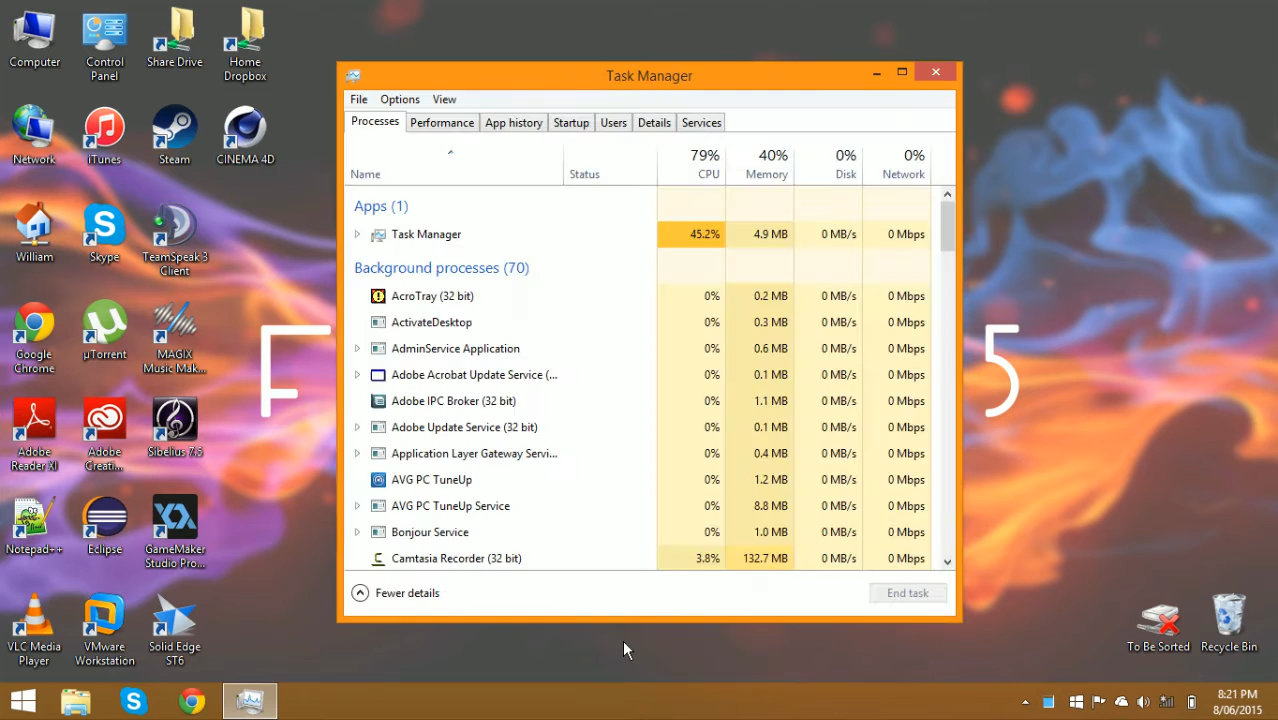 Computer
Control
Panel
Share Drive
Home
Dropbox
Network
iTunes
Steam
CINEMA 4D
William
Skype
TeamSpeak 3
Client
Google
Chrome
µTorrent
MAGIX
Music Mak...
Adobe
Reader XI
Adobe
Creati...
Sibelius 7.5
Notepad++
Eclipse
GameMaker
Studio Pro...
VLC Media
Player
VMware
Workstation
Solid Edge
ST6
F
5
Task Manager
File Options View
Processes Performance App history Startup Users Details Services
79% 40% 0% 0%
Name Status CPU Memory Disk Network
Apps (1)
Task Manager 45.2% 4.9 MB 0 MB/s 0 Mbps
Background processes (70)
AcroTray (32 bit) 0% 0.2 MB 0 MB/s 0 Mbps
ActivateDesktop 0% 0.3 MB 0 MB/s 0 Mbps
AdminService Application 0% 0.6 MB 0 MB/s 0 Mbps
Adobe Acrobat Update Service (... 0% 0.1 MB 0 MB/s 0 Mbps
Adobe IPC Broker (32 bit) 0% 1.1 MB 0 MB/s 0 Mbps
Adobe Update Service (32 bit) 0% 0.1 MB 0 MB/s 0 Mbps
Application Layer Gateway Servi... 0% 0.4 MB 0 MB/s 0 Mbps
AVG PC TuneUp 0% 1.2 MB 0 MB/s 0 Mbps
AVG PC TuneUp Service 0% 8.8 MB 0 MB/s 0 Mbps
Bonjour Service 0% 1.0 MB 0 MB/s 0 Mbps
Camtasia Recorder (32 bit) 3.8% 132.7 MB 0 MB/s 0 Mbps
Fewer details End task
To Be Sorted
Recycle Bin
8:21 PM
8/06/2015